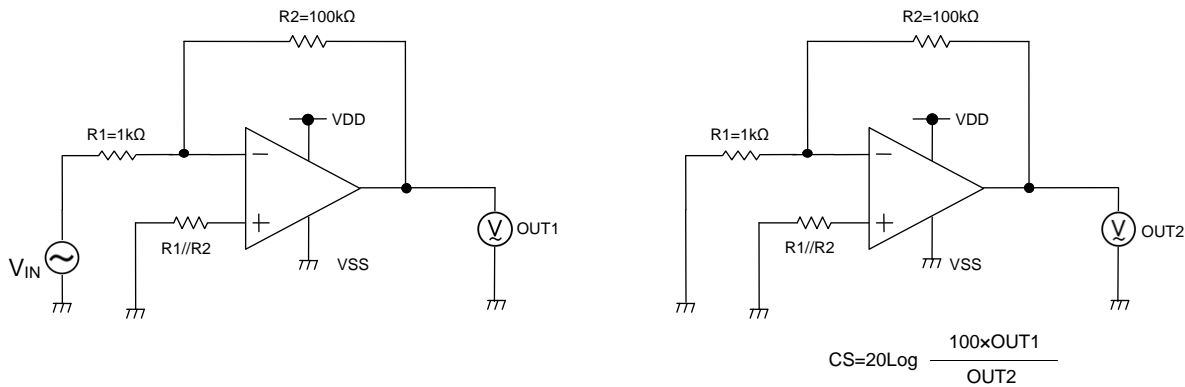 R2=100kΩ
VDD
R1=1kΩ
−
+
R1//R2
VSS
OUT1
V
VIN
R2=100kΩ
VDD
R1=1kΩ
−
+
R1//R2
VSS
OUT2
V
CS=20Log 100×OUT1
OUT2